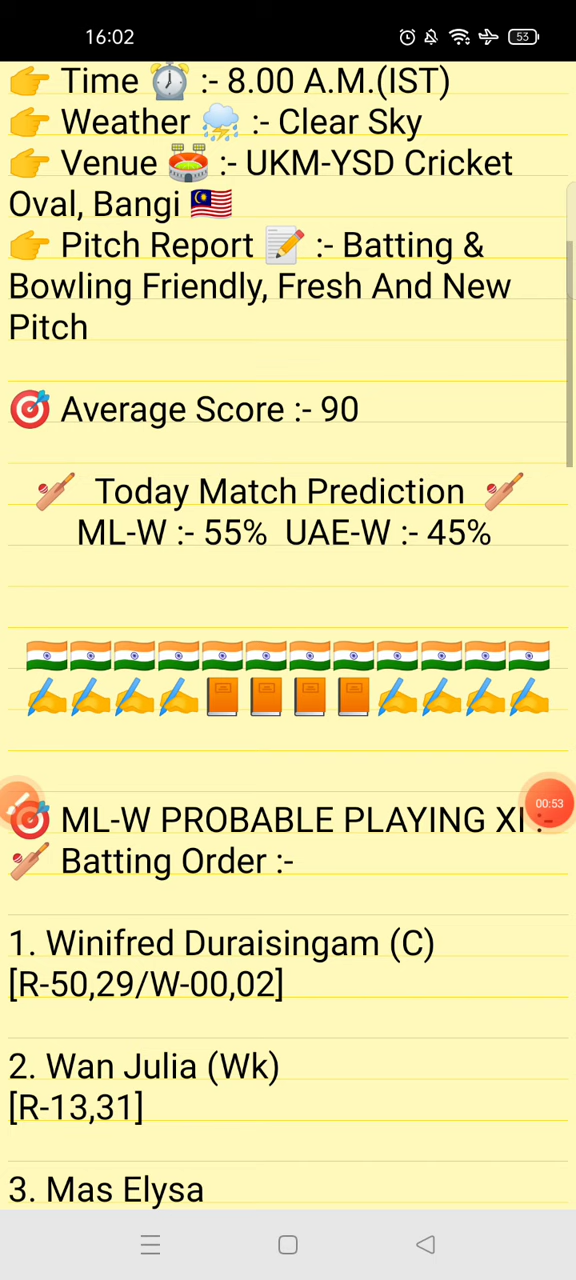 16:02
53
👉 Time ⏰ :- 8.00 A.M.(IST)
👉 Weather ⛈️ :- Clear Sky
👉 Venue 🏟️ :- UKM-YSD Cricket
Oval, Bangi 🇲🇾
👉 Pitch Report 📝 :- Batting &
Bowling Friendly, Fresh And New
Pitch
🎯 Average Score :- 90
🏏 Today Match Prediction 🏏
ML-W :- 55% UAE-W :- 45%
🇮🇳🇮🇳🇮🇳🇮🇳🇮🇳🇮🇳🇮🇳🇮🇳🇮🇳🇮🇳🇮🇳🇮🇳
✍️✍️✍️✍️📙📙📙📙✍️✍️✍️✍️
00:53
🎯 ML-W PROBABLE PLAYING XI :-
🏏 Batting Order :-
1. Winifred Duraisingam (C)
[R-50,29/W-00,02]
2. Wan Julia (Wk)
[R-13,31]
3. Mas Elysa